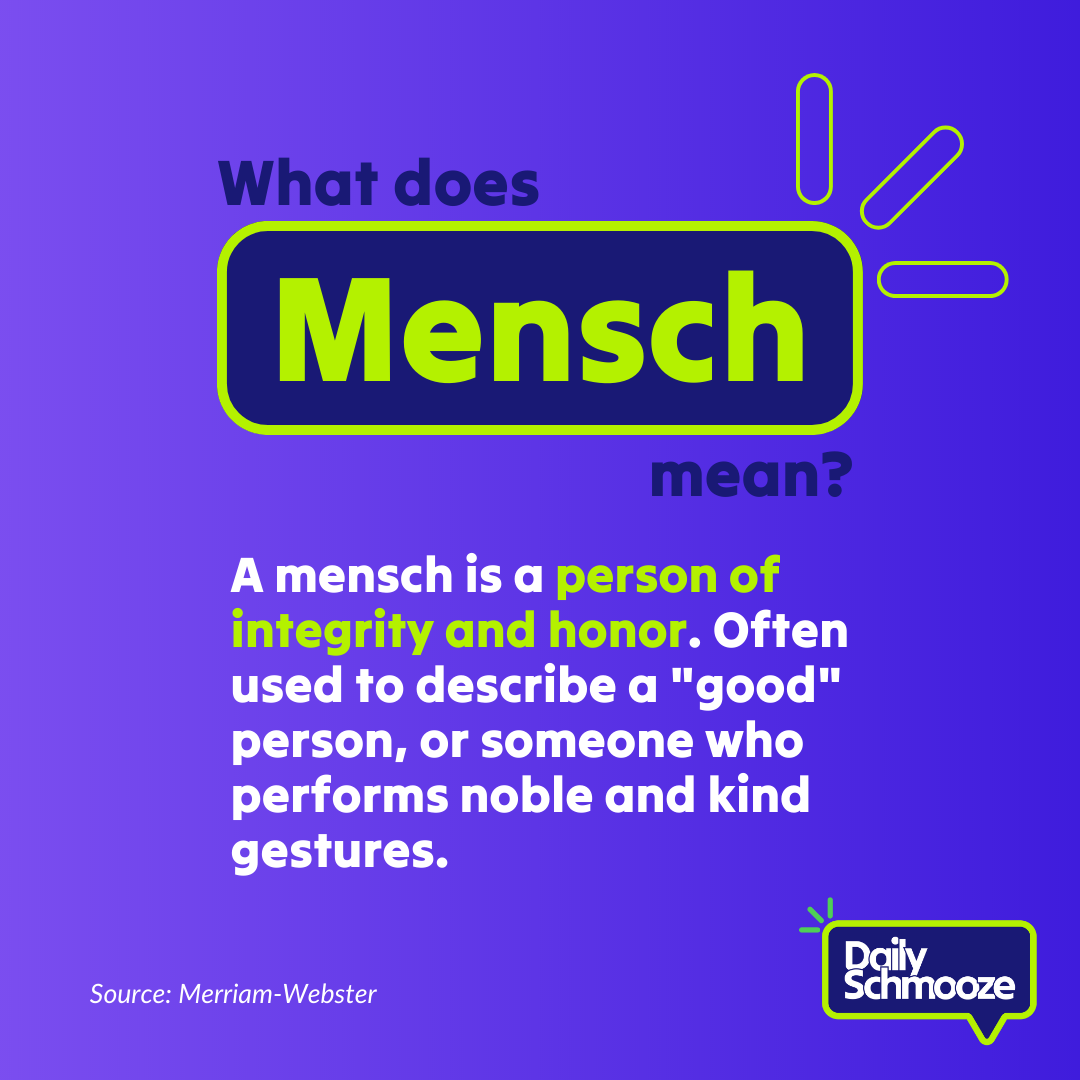 What does
Mensch
mean?
A mensch is a person of
integrity and honor. Often
used to describe a "good"
person, or someone who
performs noble and kind
gestures.
Source: Merriam-Webster
Daily
Schmooze